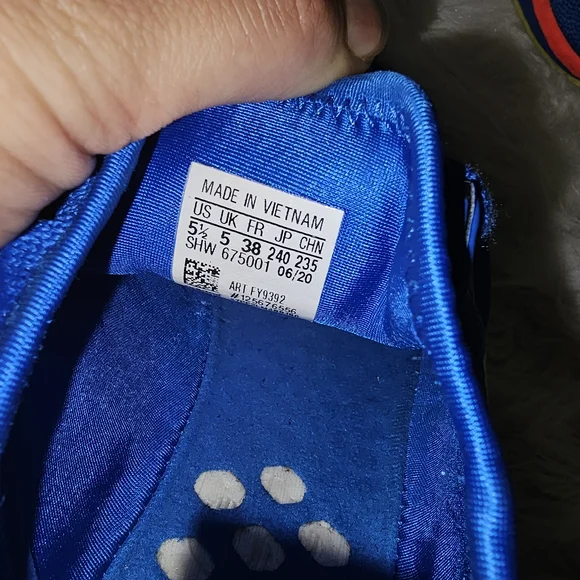 MADE IN VIETNAM
US UK FR JP CHN
5½ 5 38 240 235
SHW 675001 06/20
ART FY9392
#125676556